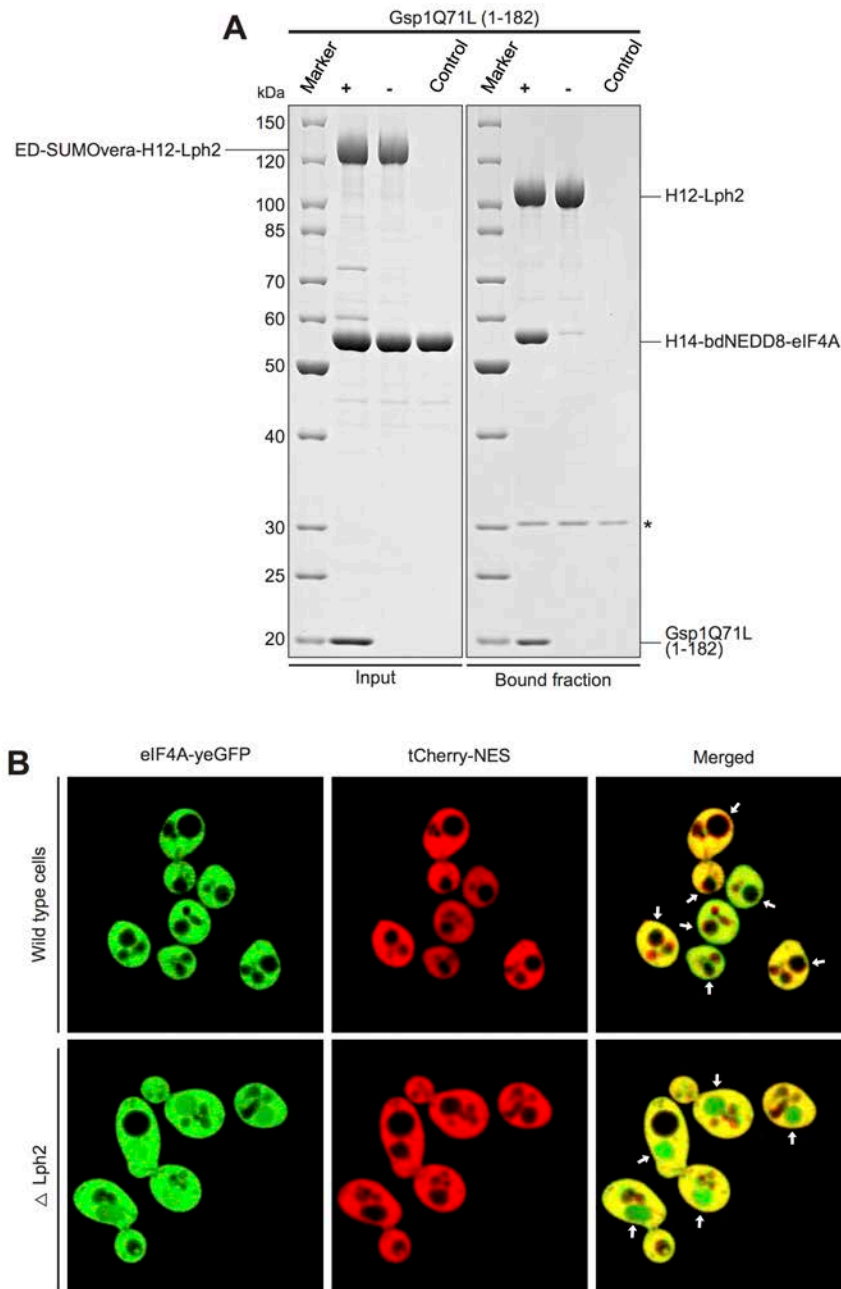 A
Gsp1Q71L (1-182)
Marker + - Control Marker + - Control
kDa
150
ED-SUMOvera-H12-Lph2
120
100 H12-Lph2
85
70
60
H14-bdNEDD8-eIF4A
50
40
30 *
25
20 Gsp1Q71L
(1-182)
Input Bound fraction
B
eIF4A-yeGFP tCherry-NES Merged
Wild type cells
△ Lph2